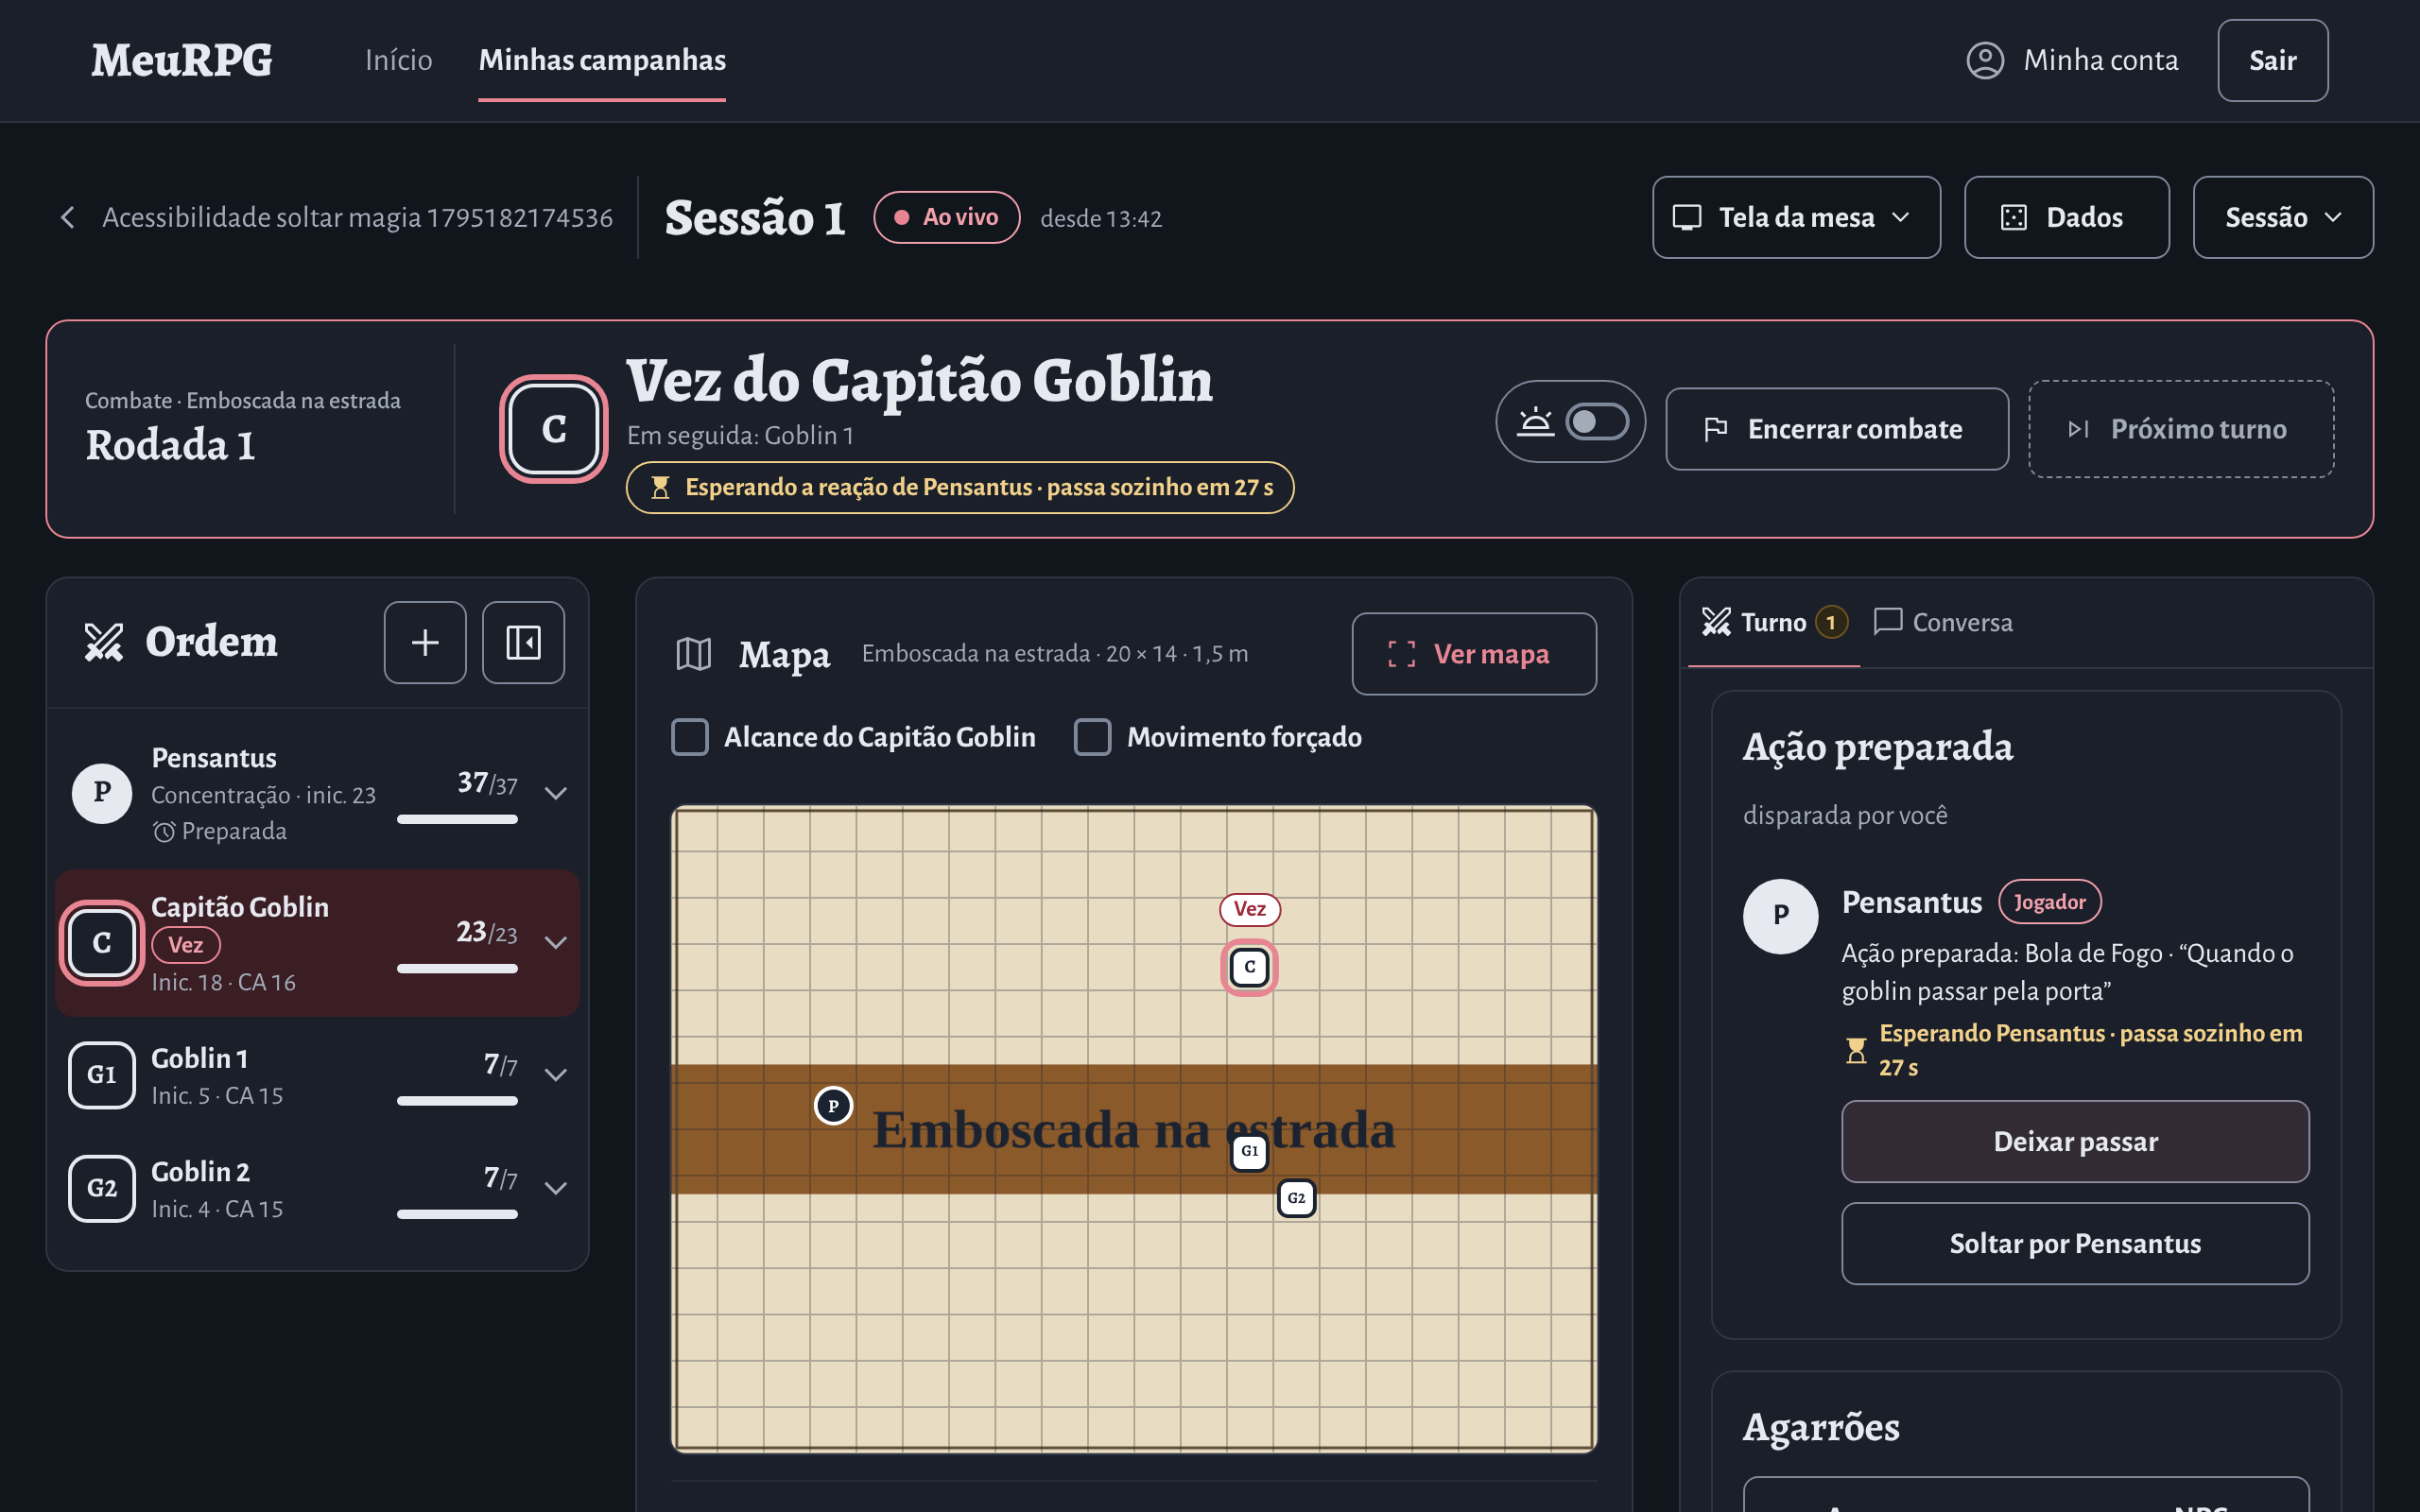 MeuRPG
Início
Minhas campanhas
Minha conta
Sair
Acessibilidade soltar magia 1795182174536
Sessão 1
Ao vivo
desde 13:42
Tela da mesa
Dados
Sessão
Combate · Emboscada na estrada
Rodada 1
C
Vez do Capitão Goblin
Em seguida: Goblin 1
Esperando a reação de Pensantus · passa sozinho em 27 s
Encerrar combate
Próximo turno
Ordem
P
Pensantus
Concentração · inic. 23
Preparada
37/37
C
Capitão Goblin
Vez
Inic. 18 · CA 16
23/23
G1
Goblin 1
Inic. 5 · CA 15
7/7
G2
Goblin 2
Inic. 4 · CA 15
7/7
Mapa
Emboscada na estrada · 20 × 14 · 1,5 m
Ver mapa
Alcance do Capitão Goblin
Movimento forçado
Vez
C
P
Emboscada na estrada
G1
G2
Turno 1
Conversa
Ação preparada
disparada por você
P
Pensantus
Jogador
Ação preparada: Bola de Fogo · “Quando o
goblin passar pela porta”
Esperando Pensantus · passa sozinho em
27 s
Deixar passar
Soltar por Pensantus
Agarrões